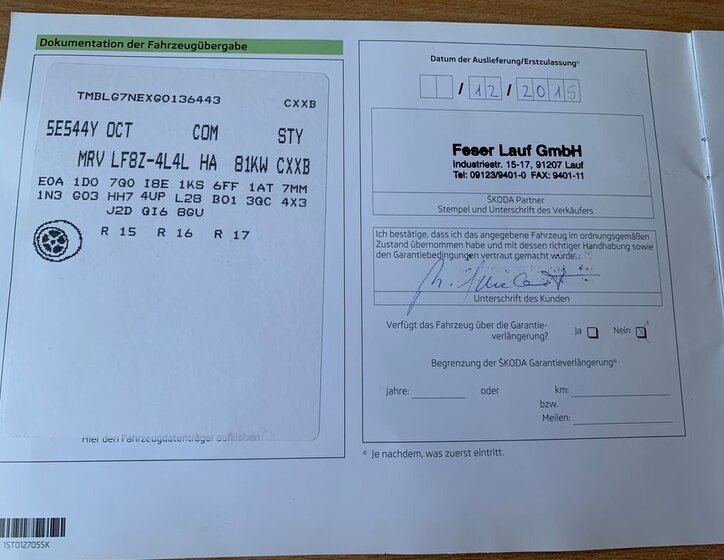 Dokumentation der Fahrzeugübergabe
TMBLG7NEXG0136443 CXXB
5E544Y OCT COM STY
MRV LF8Z-4L4L HA 81KW CXXB
E0A 1D0 7Q0 I8E 1KS 6FF 1AT 7MM
1N3 G03 HH7 4UP L28 B01 3QC 4X3
J2D QI6 8GU
R 15 R 16 R 17
Hier den Fahrzeugdatenträger aufkleben
1ST012705SK
Datum der Auslieferung/Erstzulassung*⁾
/ 12 / 2015
Feser Lauf GmbH
Industriestr. 15-17, 91207 Lauf
Tel: 09123/9401-0 FAX: 9401-11
ŠKODA Partner
Stempel und Unterschrift des Verkäufers
Ich bestätige, dass ich das angegebene Fahrzeug im ordnungsgemäßen
Zustand übernommen habe und mit dessen richtiger Handhabung sowie
den Garantiebedingungen vertraut gemacht wurde.
Unterschrift des Kunden
Verfügt das Fahrzeug über die Garantie-
verlängerung? Ja Nein x
Begrenzung der ŠKODA Garantieverlängerung*⁾
Jahre: oder km:
bzw.
Meilen:
*⁾ Je nachdem, was zuerst eintritt.